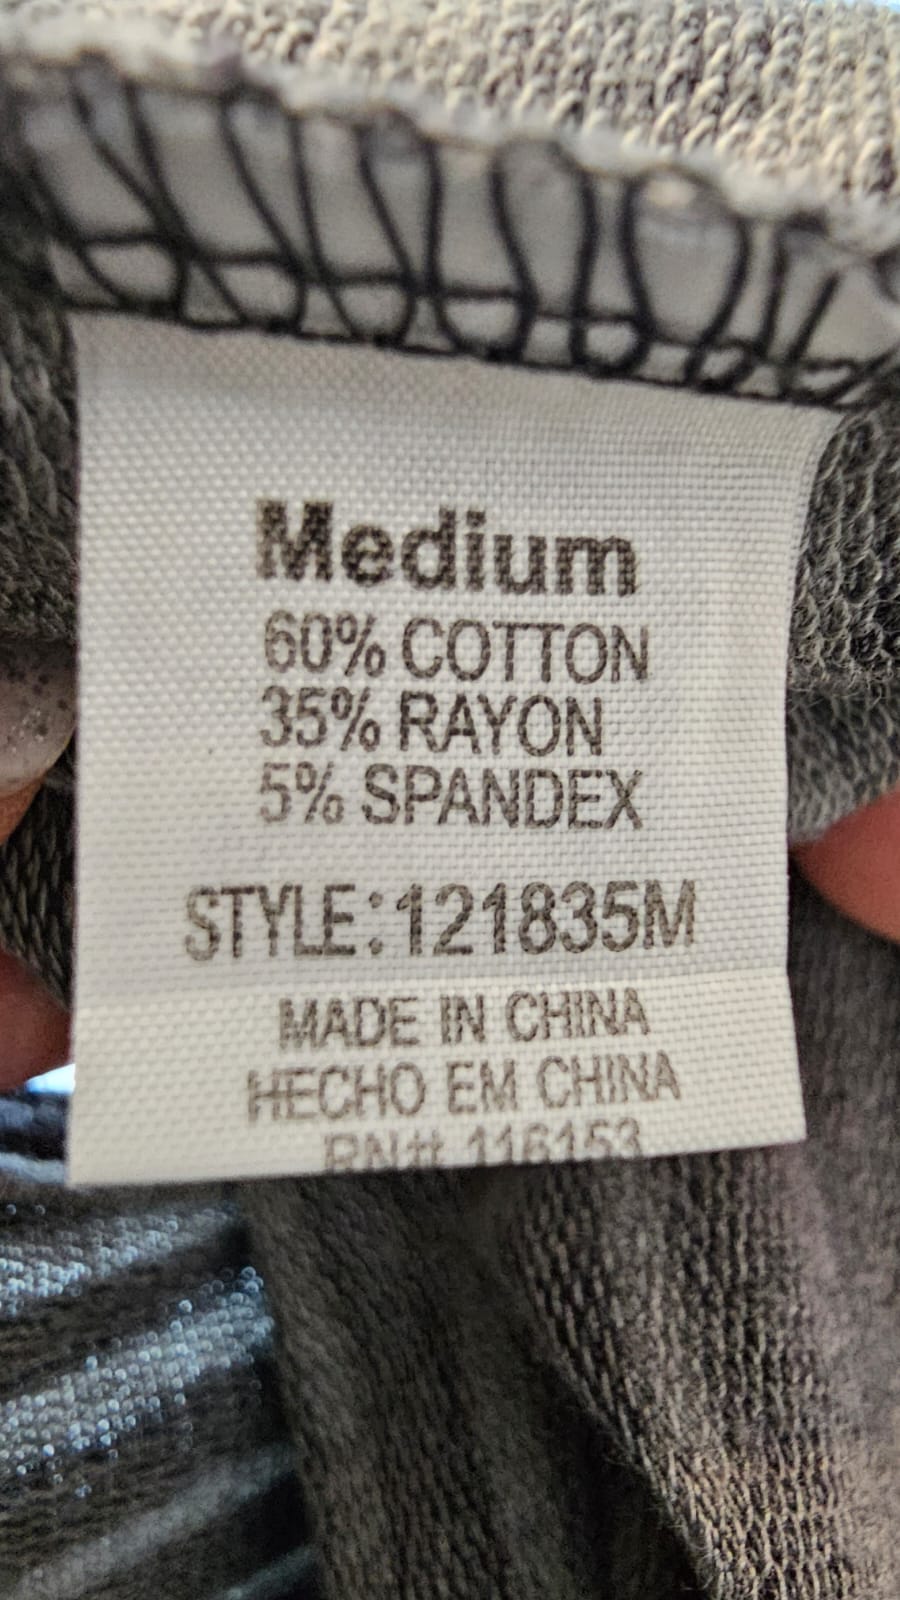 Medium
60% COTTON
35% RAYON
5% SPANDEX
STYLE:121835M
MADE IN CHINA
HECHO EM CHINA
RN# 116153